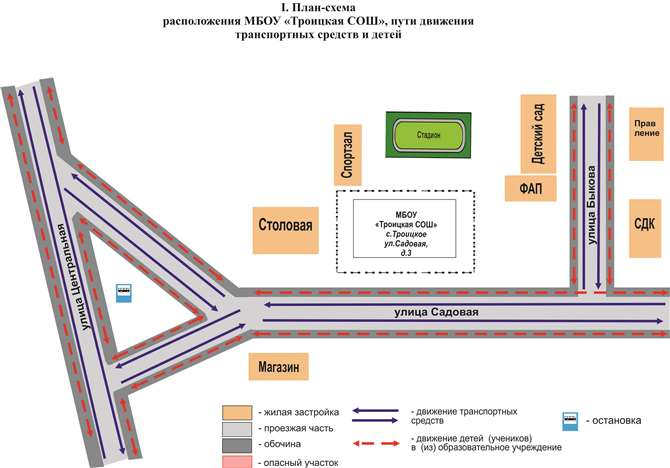 I. План-схема
расположения МБОУ «Троицкая СОШ», пути движения
транспортных средств и детей
Стадион
Спортзал
Детский сад
Прав
ление
ФАП
улица Быкова
СДК
Столовая
МБОУ
«Троицкая СОШ»
с.Троицкое
ул.Садовая,
д.3
улица Центральная
улица Садовая
Магазин
- жилая застройка
- проезжая часть
- обочина
- опасный участок
- движение транспортных
средств
- движение детей (учеников)
в (из) образовательное учреждение
- остановка